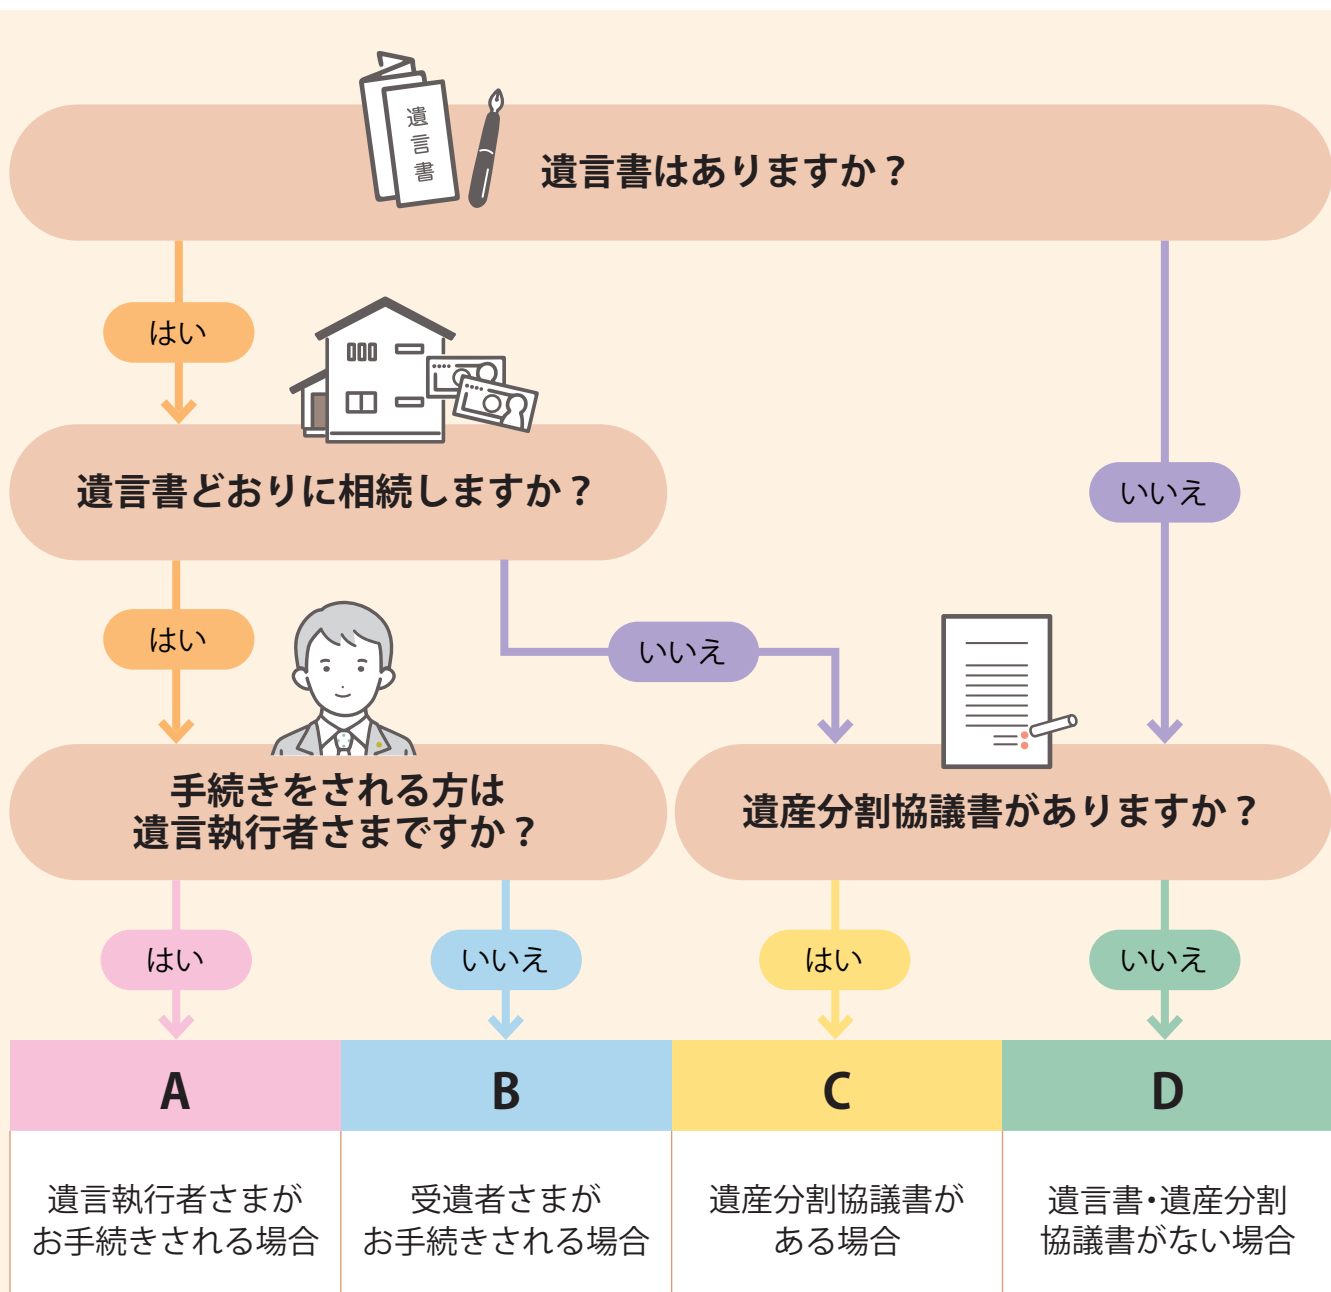 遺言書
遺言書はありますか？
はい
いいえ
遺言書どおりに相続しますか？
はい
いいえ
手続きをされる方は
遺言執行者さまですか？
遺産分割協議書がありますか？
はい
いいえ
はい
いいえ
A
B
C
D
遺言執行者さまが
お手続きされる場合
受遺者さまが
お手続きされる場合
遺産分割協議書が
ある場合
遺言書・遺産分割
協議書がない場合